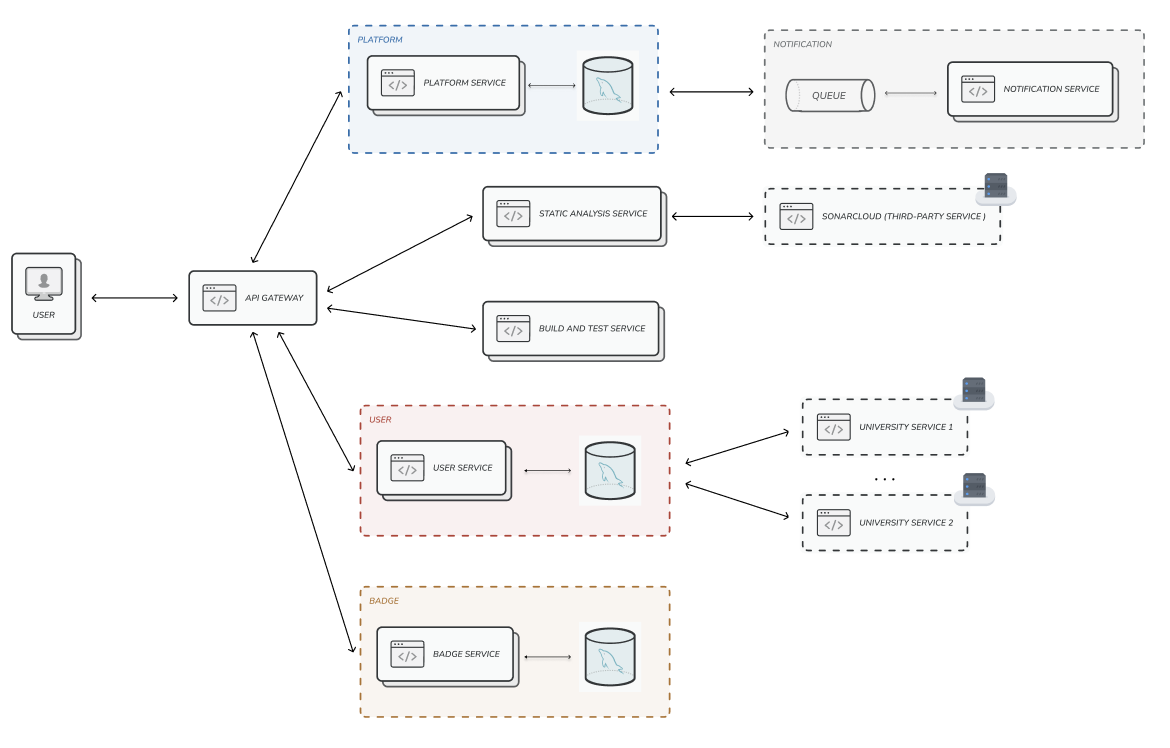 PLATFORM
PLATFORM SERVICE
NOTIFICATION
QUEUE
NOTIFICATION SERVICE
STATIC ANALYSIS SERVICE
SONARCLOUD (THIRD-PARTY SERVICE )
USER
API GATEWAY
BUILD AND TEST SERVICE
USER
USER SERVICE
UNIVERSITY SERVICE 1
...
UNIVERSITY SERVICE 2
BADGE
BADGE SERVICE